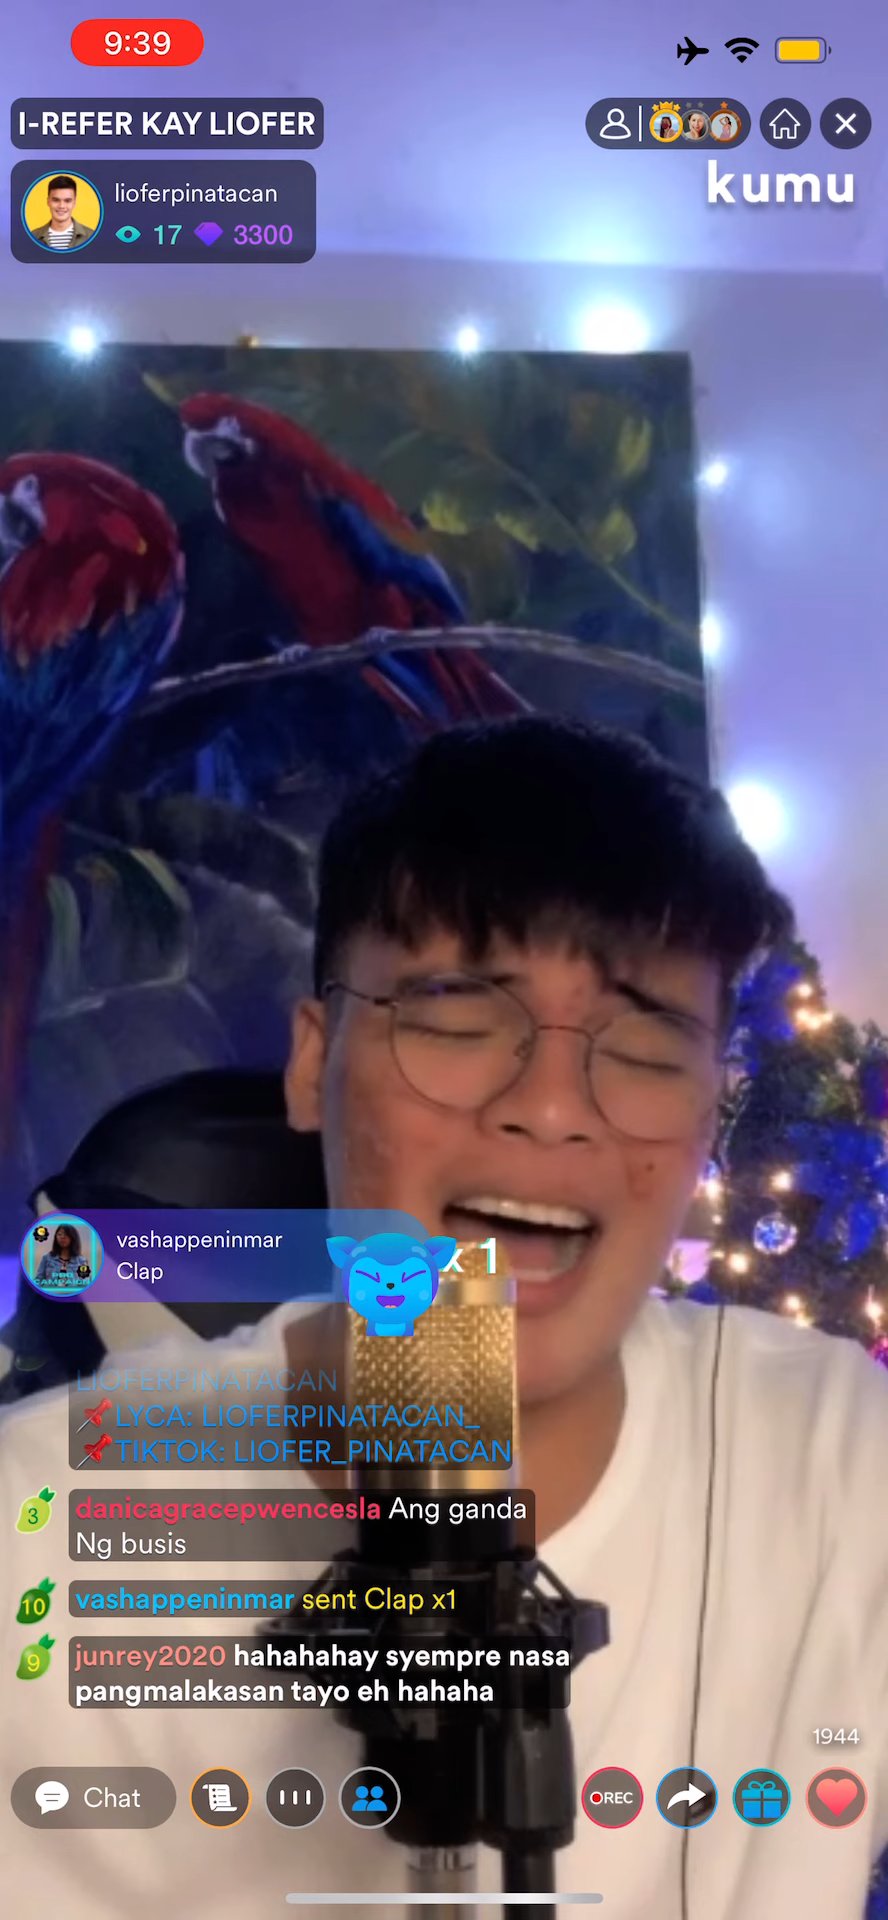 9:39
I-REFER KAY LIOFER
lioferpinatacan
17 3300
kumu
vashappeninmar
Clap
x 1
LIOFERPINATACAN
LYCA: LIOFERPINATACAN_
TIKTOK: LIOFER_PINATACAN
3 danicagracepwencesla Ang ganda
Ng busis
10 vashappeninmar sent Clap x1
9 junrey2020 hahahahay syempre nasa
pangmalakasan tayo eh hahaha
1944
Chat
REC